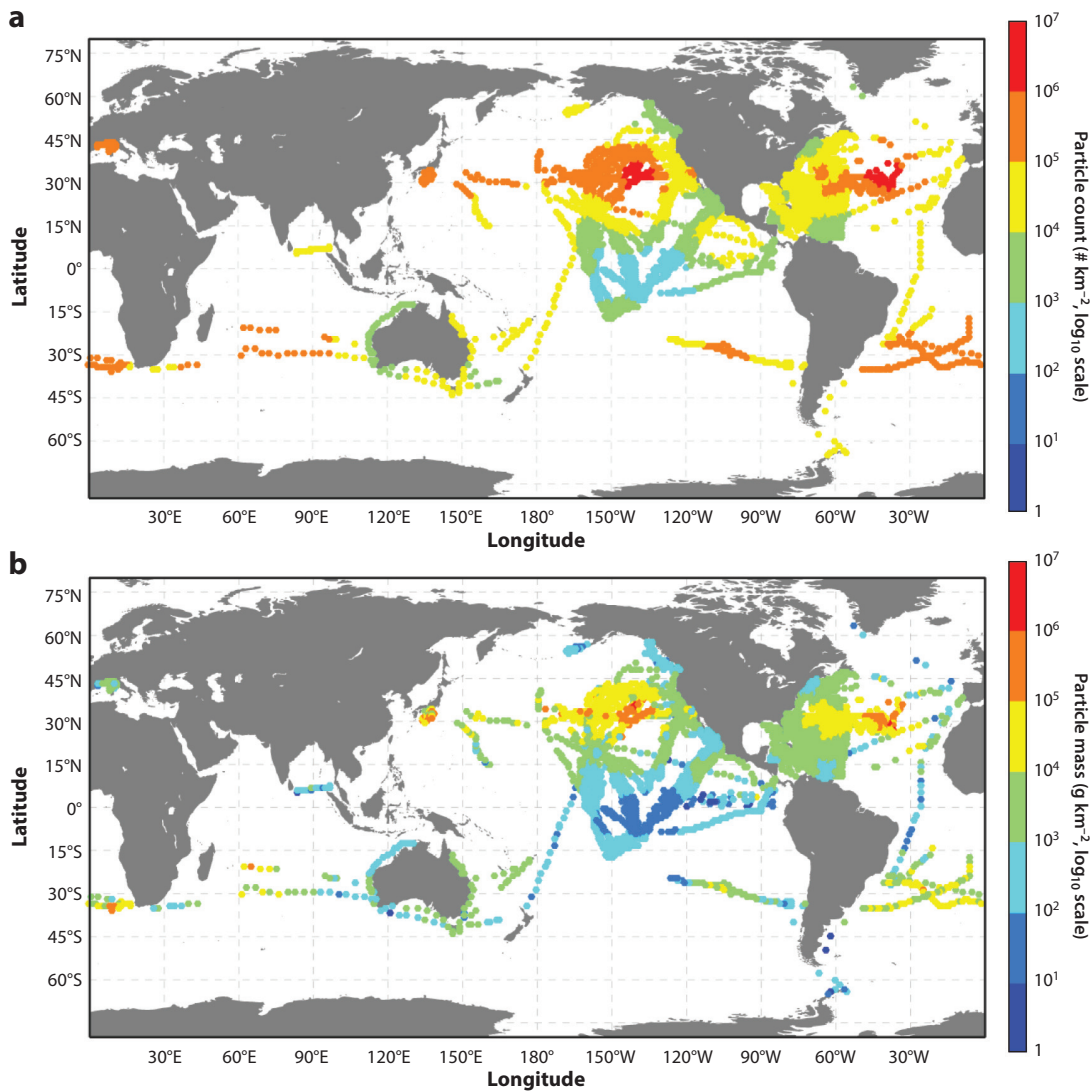 a
75°N
60°N
45°N
30°N
15°N
0°
15°S
30°S
45°S
60°S
Latitude
30°E 60°E 90°E 120°E 150°E 180° 150°W 120°W 90°W 60°W 30°W
Longitude
10⁷
10⁶
10⁵
10⁴
10³
10²
10¹
1
Particle count (# km⁻², log₁₀ scale)
b
75°N
60°N
45°N
30°N
15°N
0°
15°S
30°S
45°S
60°S
Latitude
30°E 60°E 90°E 120°E 150°E 180° 150°W 120°W 90°W 60°W 30°W
Longitude
10⁷
10⁶
10⁵
10⁴
10³
10²
10¹
1
Particle mass (g km⁻², log₁₀ scale)